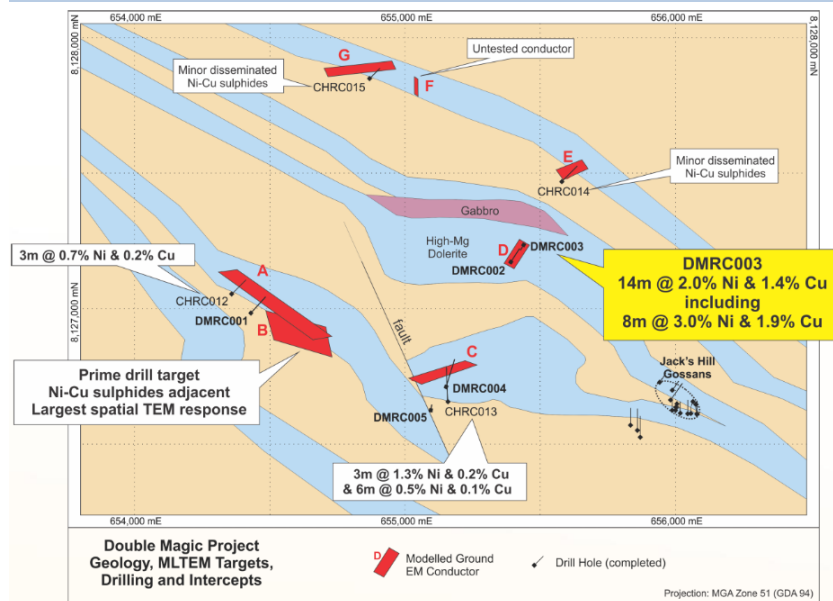 654,000 mE
655,000 mE
656,000 mE
8,128,000 mN
8,128,000 mN
G
Untested conductor
Minor disseminated
Ni-Cu sulphides
CHRC015
F
E
Minor disseminated
Ni-Cu sulphides
CHRC014
Gabbro
High-Mg
Dolerite
D
DMRC003
DMRC002
3m @ 0.7% Ni & 0.2% Cu
A
CHRC012
DMRC001
B
DMRC003
14m @ 2.0% Ni & 1.4% Cu
including
8m @ 3.0% Ni & 1.9% Cu
8,127,000 mN
8,127,000 mN
fault
Prime drill target
Ni-Cu sulphides adjacent
Largest spatial TEM response
C
DMRC004
DMRC005
CHRC013
Jack's Hill
Gossans
3m @ 1.3% Ni & 0.2% Cu
& 6m @ 0.5% Ni & 0.1% Cu
654,000 mE
655,000 mE
656,000 mE
Double Magic Project
Geology, MLTEM Targets,
Drilling and Intercepts
D
Modelled Ground
EM Conductor
Drill Hole (completed)
Projection: MGA Zone 51 (GDA 94)